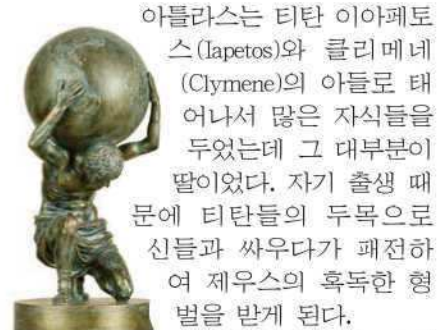 아틀라스는 티탄 이아페토
스(Iapetos)와 클리메네
(Clymene)의 아들로 태
어나서 많은 자식들을
두었는데 그 대부분이
딸이었다. 자기 출생 때
문에 티탄들의 두목으로
신들과 싸우다가 패전하
여 제우스의 혹독한 형
벌을 받게 된다.